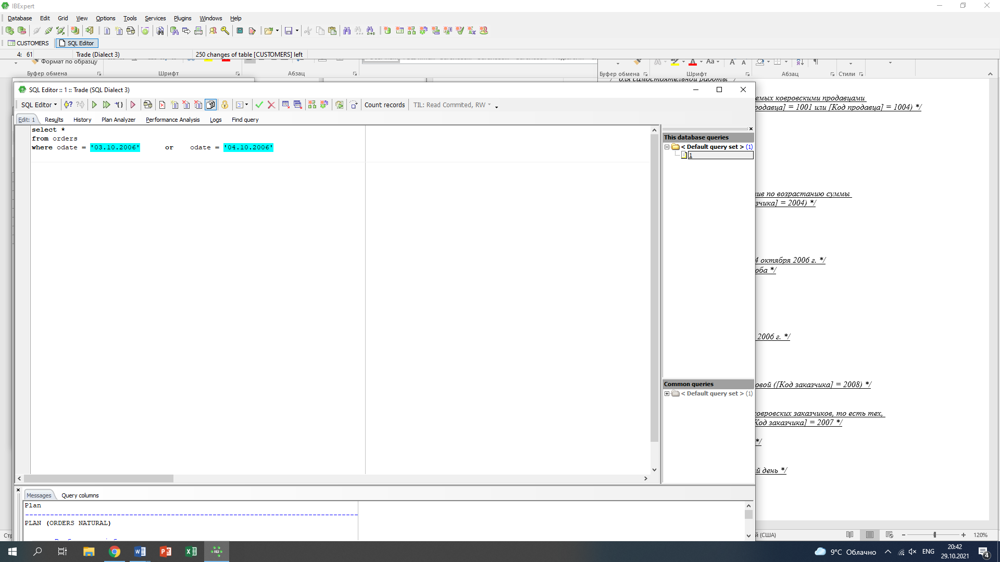 IBExpert
Database Edit Grid View Options Tools Services Plugins Windows Help
CUSTOMERS SQL Editor
4: 61 Trade (Dialect 3) 250 changes of table [CUSTOMERS] left
Формат по образцу
Буфер обмена Шрифт Абзац
Буфер обмена Шрифт Абзац Стили
для самостоятельной работы */
SQL Editor :: 1 :: Trade (SQL Dialect 3)
SQL Editor Count records TIL: Read Commited, RW
Edit: 1 Results History Plan Analyzer Performance Analysis Logs Find query
select *
from orders
where odate = '03.10.2006' or odate = '04.10.2006'
This database queries
< Default query set > (1)
1
Common queries
< Default query set > (1)
емых ковровскими продавцами
родавца] = 1001 или [Код продавца] = 1004) */
ив по возрастанию суммы
зчика] = 2004) */
4 октября 2006 г. */
оба */
2006 г. */
овой ([Код заказчика] = 2008) */
ковровских заказчиков, то есть тех,
Код заказчика] = 2007 */
*/
й день */
Messages Query columns
Plan
--------------------------------------------------------------------------------
PLAN (ORDERS NATURAL)
Стр
й (США)
120%
9°C Облачно
ENG
20:42
29.10.2021
4